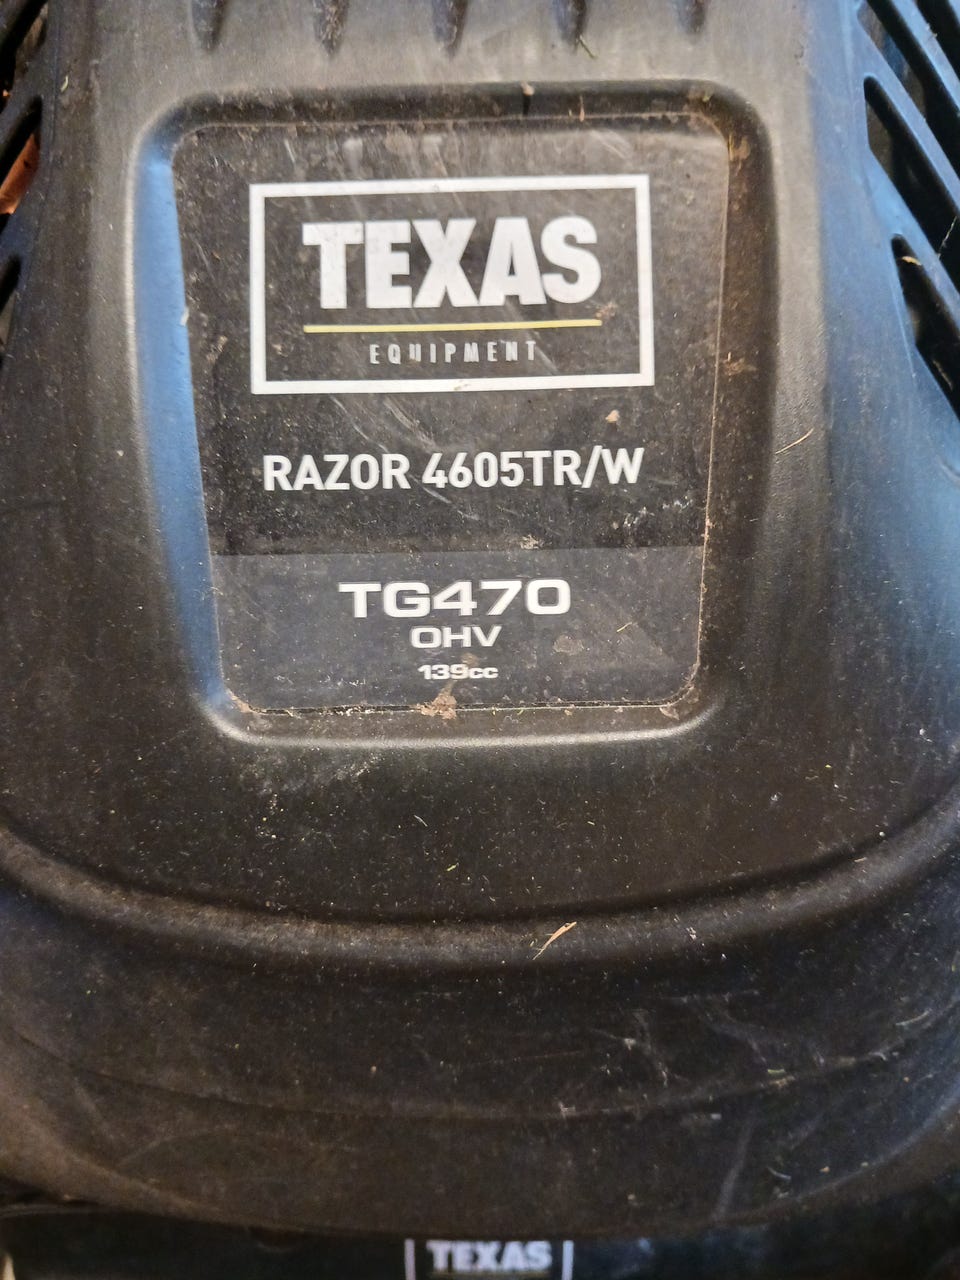 TEXAS
EQUIPMENT
RAZOR 4605TR/W
TG470
OHV
139cc
TEXAS